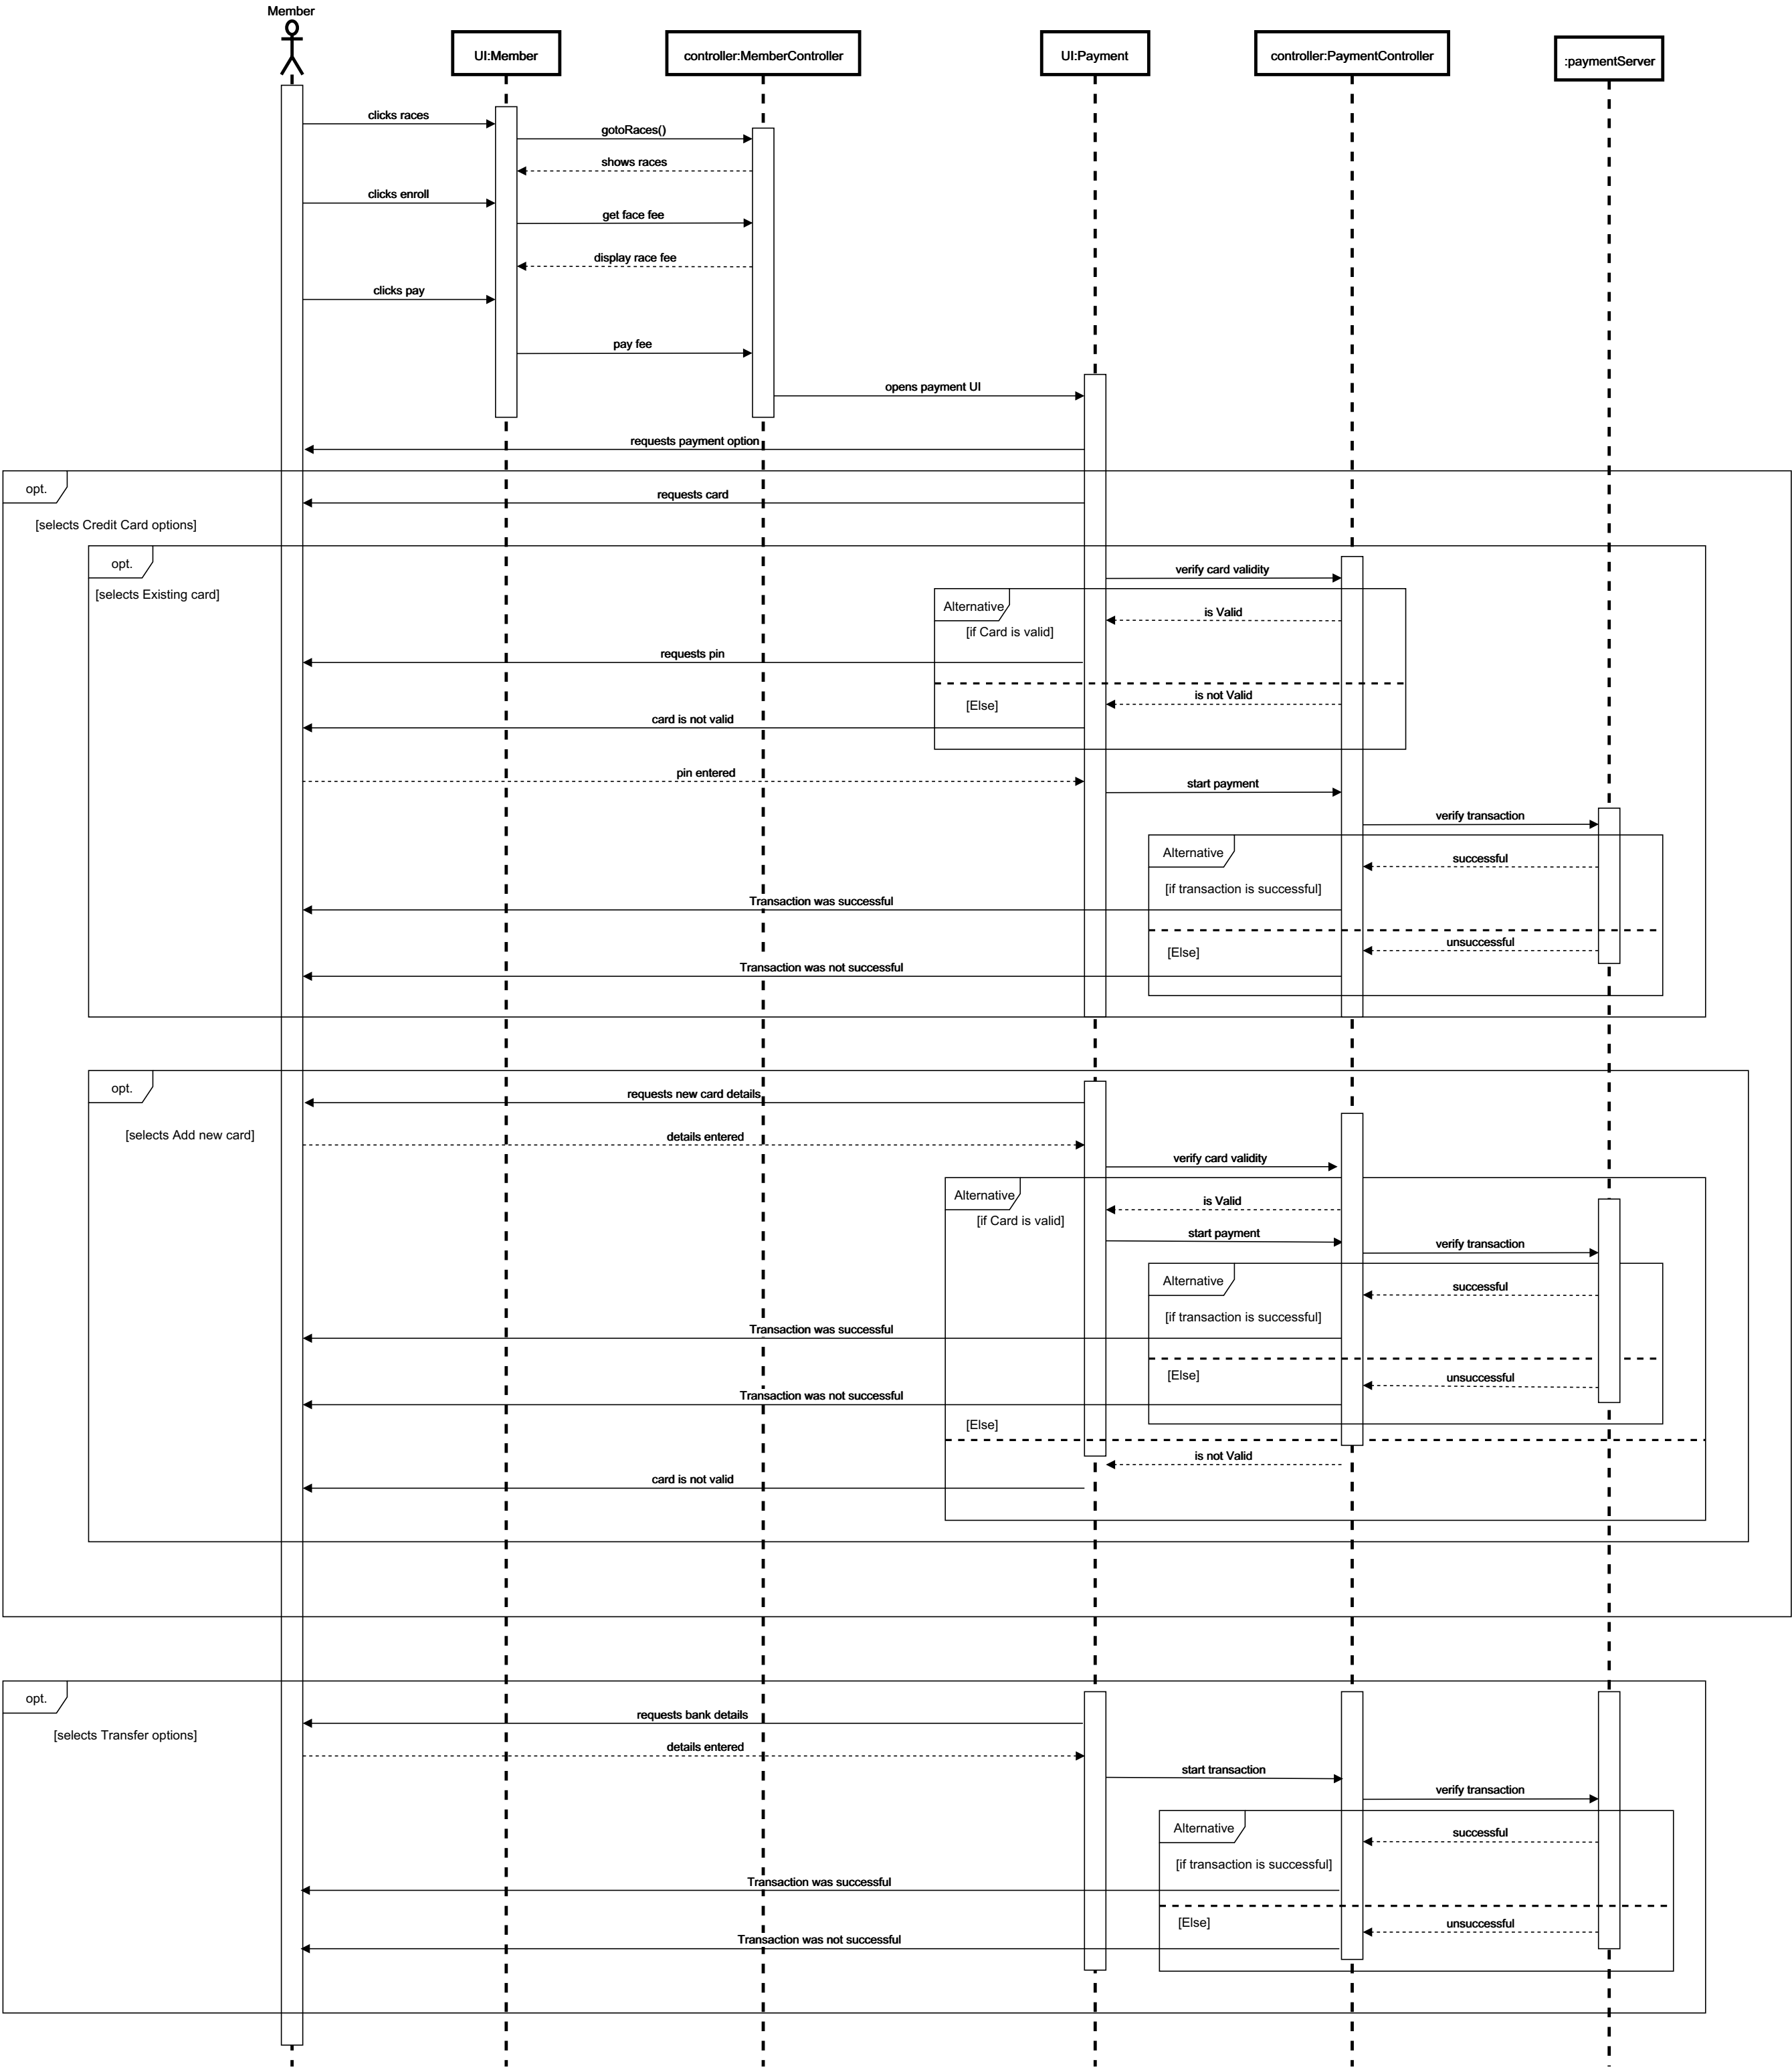 Member
UI:Member
controller:MemberController
UI:Payment
controller:PaymentController
:paymentServer
clicks races
gotoRaces()
shows races
clicks enroll
get face fee
display race fee
clicks pay
pay fee
opens payment UI
requests payment option
opt.
requests card
[selects Credit Card options]
opt.
verify card validity
[selects Existing card]
Alternative
is Valid
[if Card is valid]
requests pin
is not Valid
[Else]
card is not valid
pin entered
start payment
verify transaction
Alternative
successful
[if transaction is successful]
Transaction was successful
unsuccessful
[Else]
Transaction was not successful
opt.
requests new card details
[selects Add new card]
details entered
verify card validity
Alternative
is Valid
[if Card is valid]
start payment
verify transaction
Alternative
successful
[if transaction is successful]
Transaction was successful
[Else]
unsuccessful
Transaction was not successful
[Else]
is not Valid
card is not valid
opt.
requests bank details
[selects Transfer options]
details entered
start transaction
verify transaction
Alternative
successful
[if transaction is successful]
Transaction was successful
[Else]
unsuccessful
Transaction was not successful